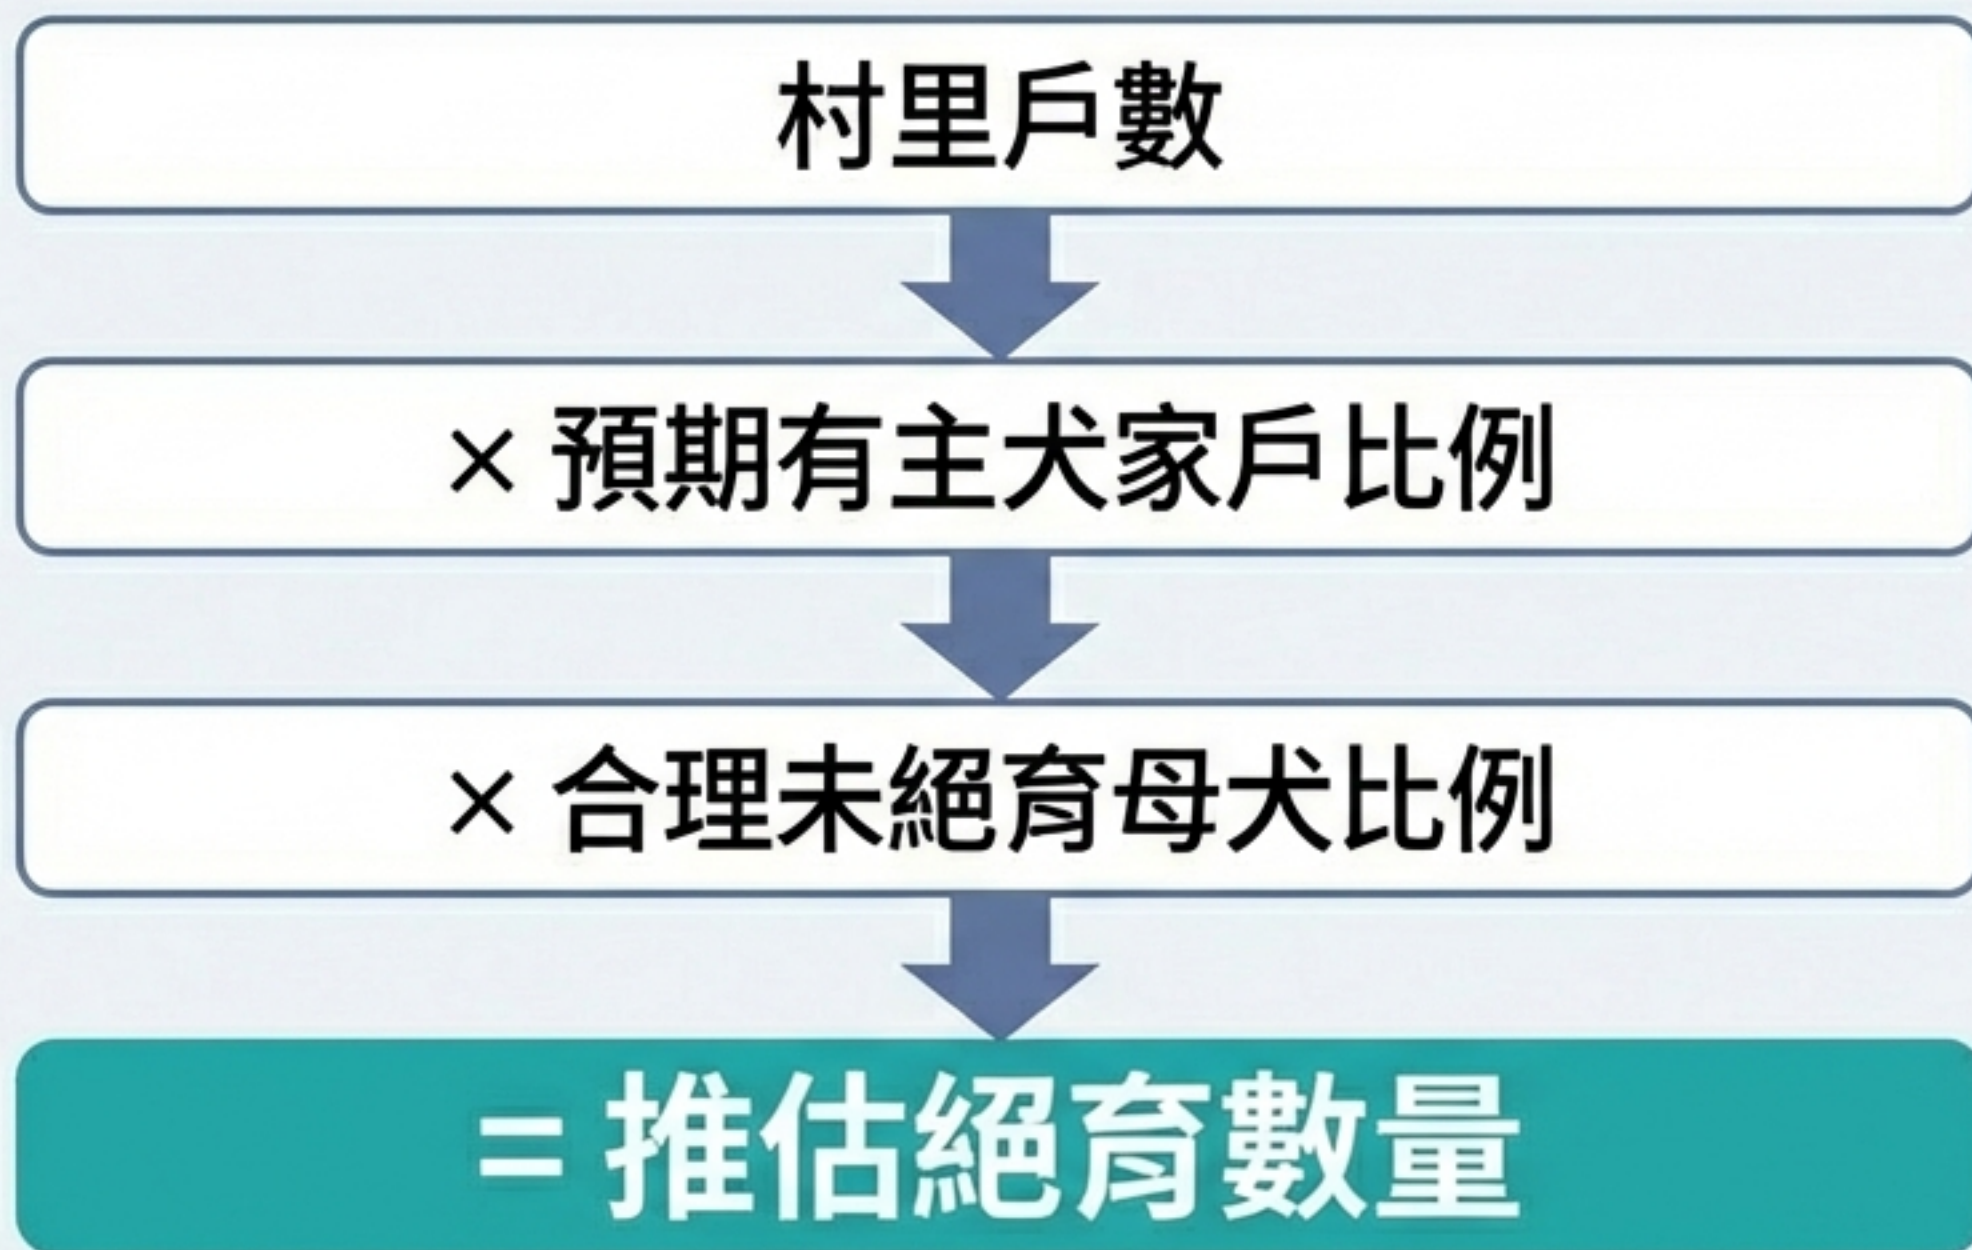 村里戶數
× 預期有主犬家戶比例
× 合理未絕育母犬比例
= 推估絕育數量